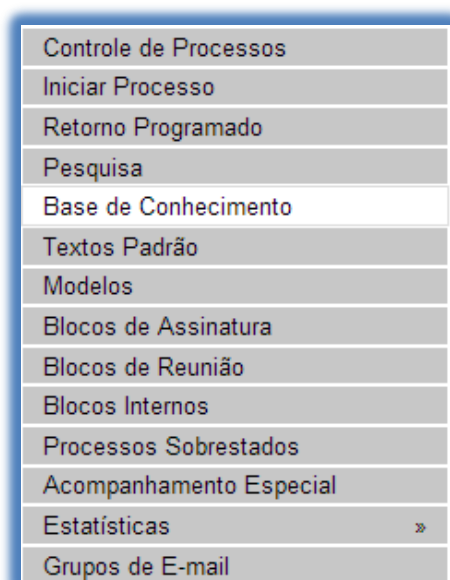 Controle de Processos
Iniciar Processo
Retorno Programado
Pesquisa
Base de Conhecimento
Textos Padrão
Modelos
Blocos de Assinatura
Blocos de Reunião
Blocos Internos
Processos Sobrestados
Acompanhamento Especial
Estatísticas »
Grupos de E-mail